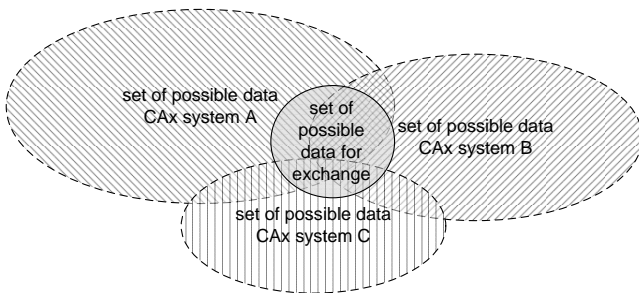 set of possible data
CAx system A
set of
possible
data for
exchange
set of possible data
CAx system B
set of possible data
CAx system C